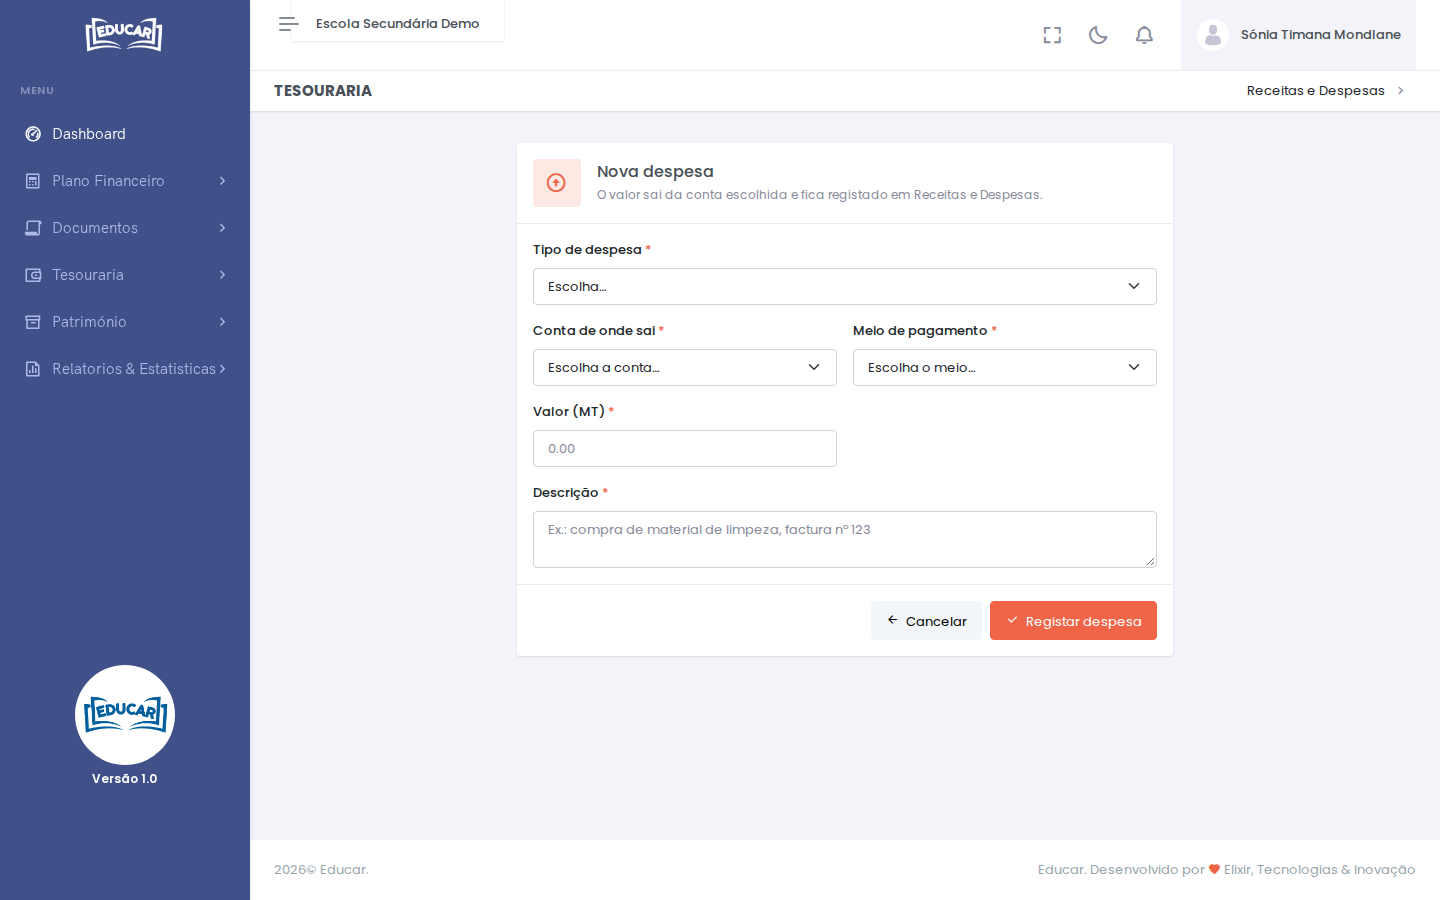 EDUCAR
Escola Secundária Demo
Sónia Timana Mondlane
MENU
TESOURARIA
Receitas e Despesas
Dashboard
Plano Financeiro
Documentos
Tesouraria
Património
Relatorios & Estatisticas
Nova despesa
O valor sai da conta escolhida e fica registado em Receitas e Despesas.
Tipo de despesa *
Escolha...
Conta de onde sai *
Meio de pagamento *
Escolha a conta...
Escolha o meio...
Valor (MT) *
0.00
Descrição *
Ex.: compra de material de limpeza, factura nº 123
Cancelar
Registar despesa
EDUCAR
Versão 1.0
2026© Educar.
Educar. Desenvolvido por Elixir, Tecnologias & Inovação